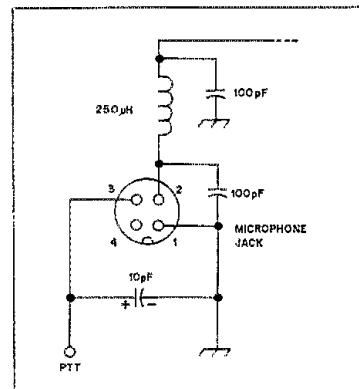 100pF
250µH
3
2
100pF
4
1
MICROPHONE
JACK
10pF
+
-
PTT